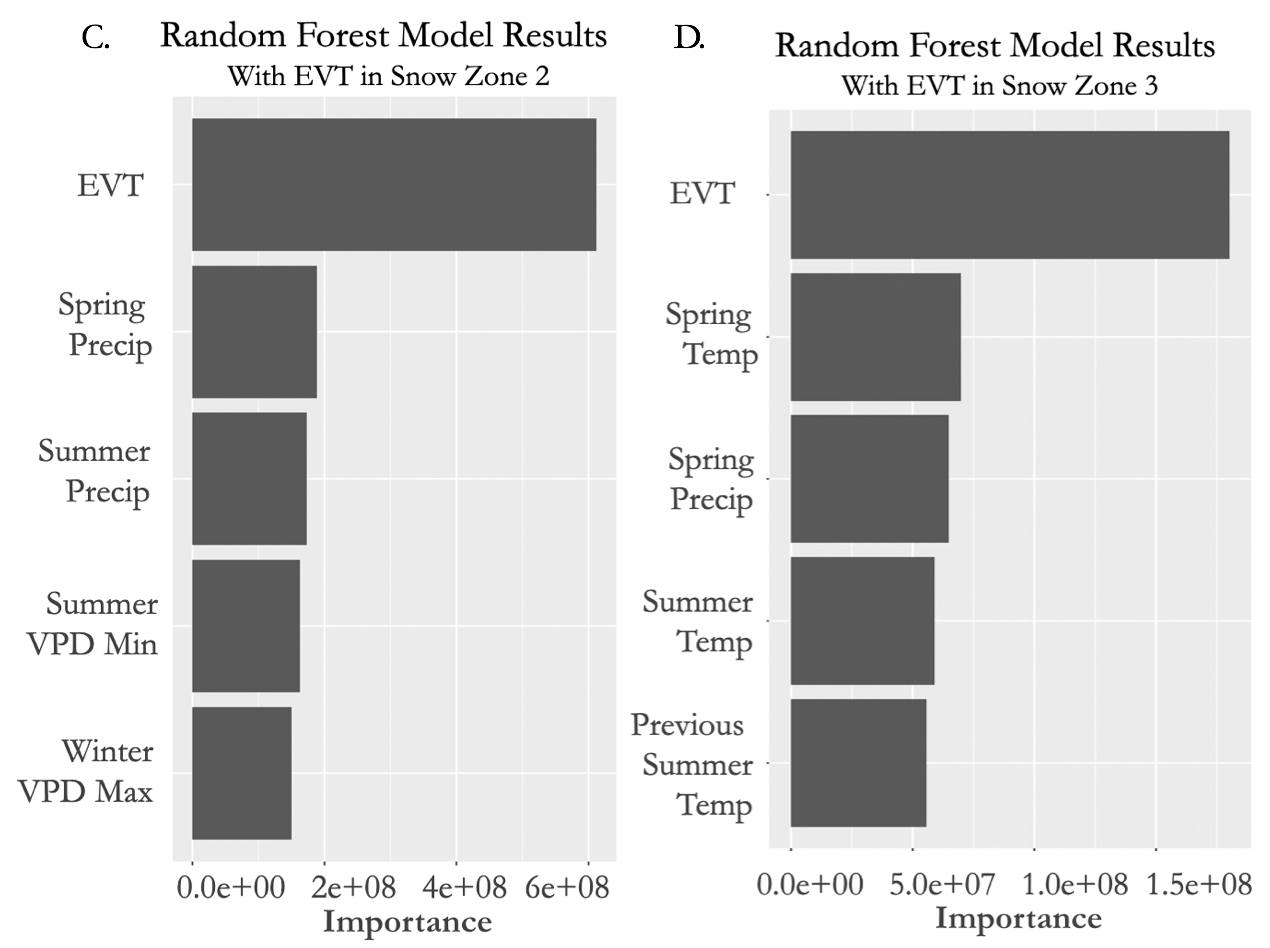 C.
Random Forest Model Results
With EVT in Snow Zone 2
EVT
Spring
Precip
Summer
Precip
Summer
VPD Min
Winter
VPD Max
0.0e+00 2e+08 4e+08 6e+08
Importance
D.
Random Forest Model Results
With EVT in Snow Zone 3
EVT
Spring
Temp
Spring
Precip
Summer
Temp
Previous
Summer
Temp
0.0e+00 5.0e+07 1.0e+08 1.5e+08
Importance